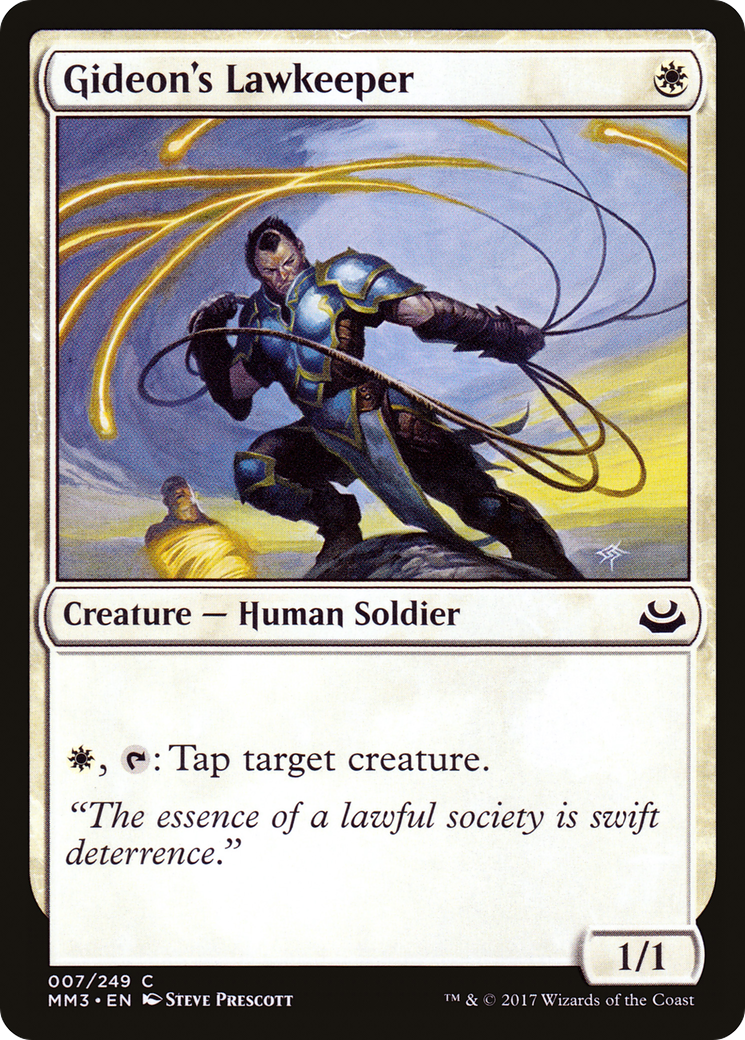 Gideon's Lawkeeper
Creature — Human Soldier
, : Tap target creature.
“The essence of a lawful society is swift
deterrence.”
1/1
007/249 C
MM3 • EN Steve Prescott
™ & © 2017 Wizards of the Coast